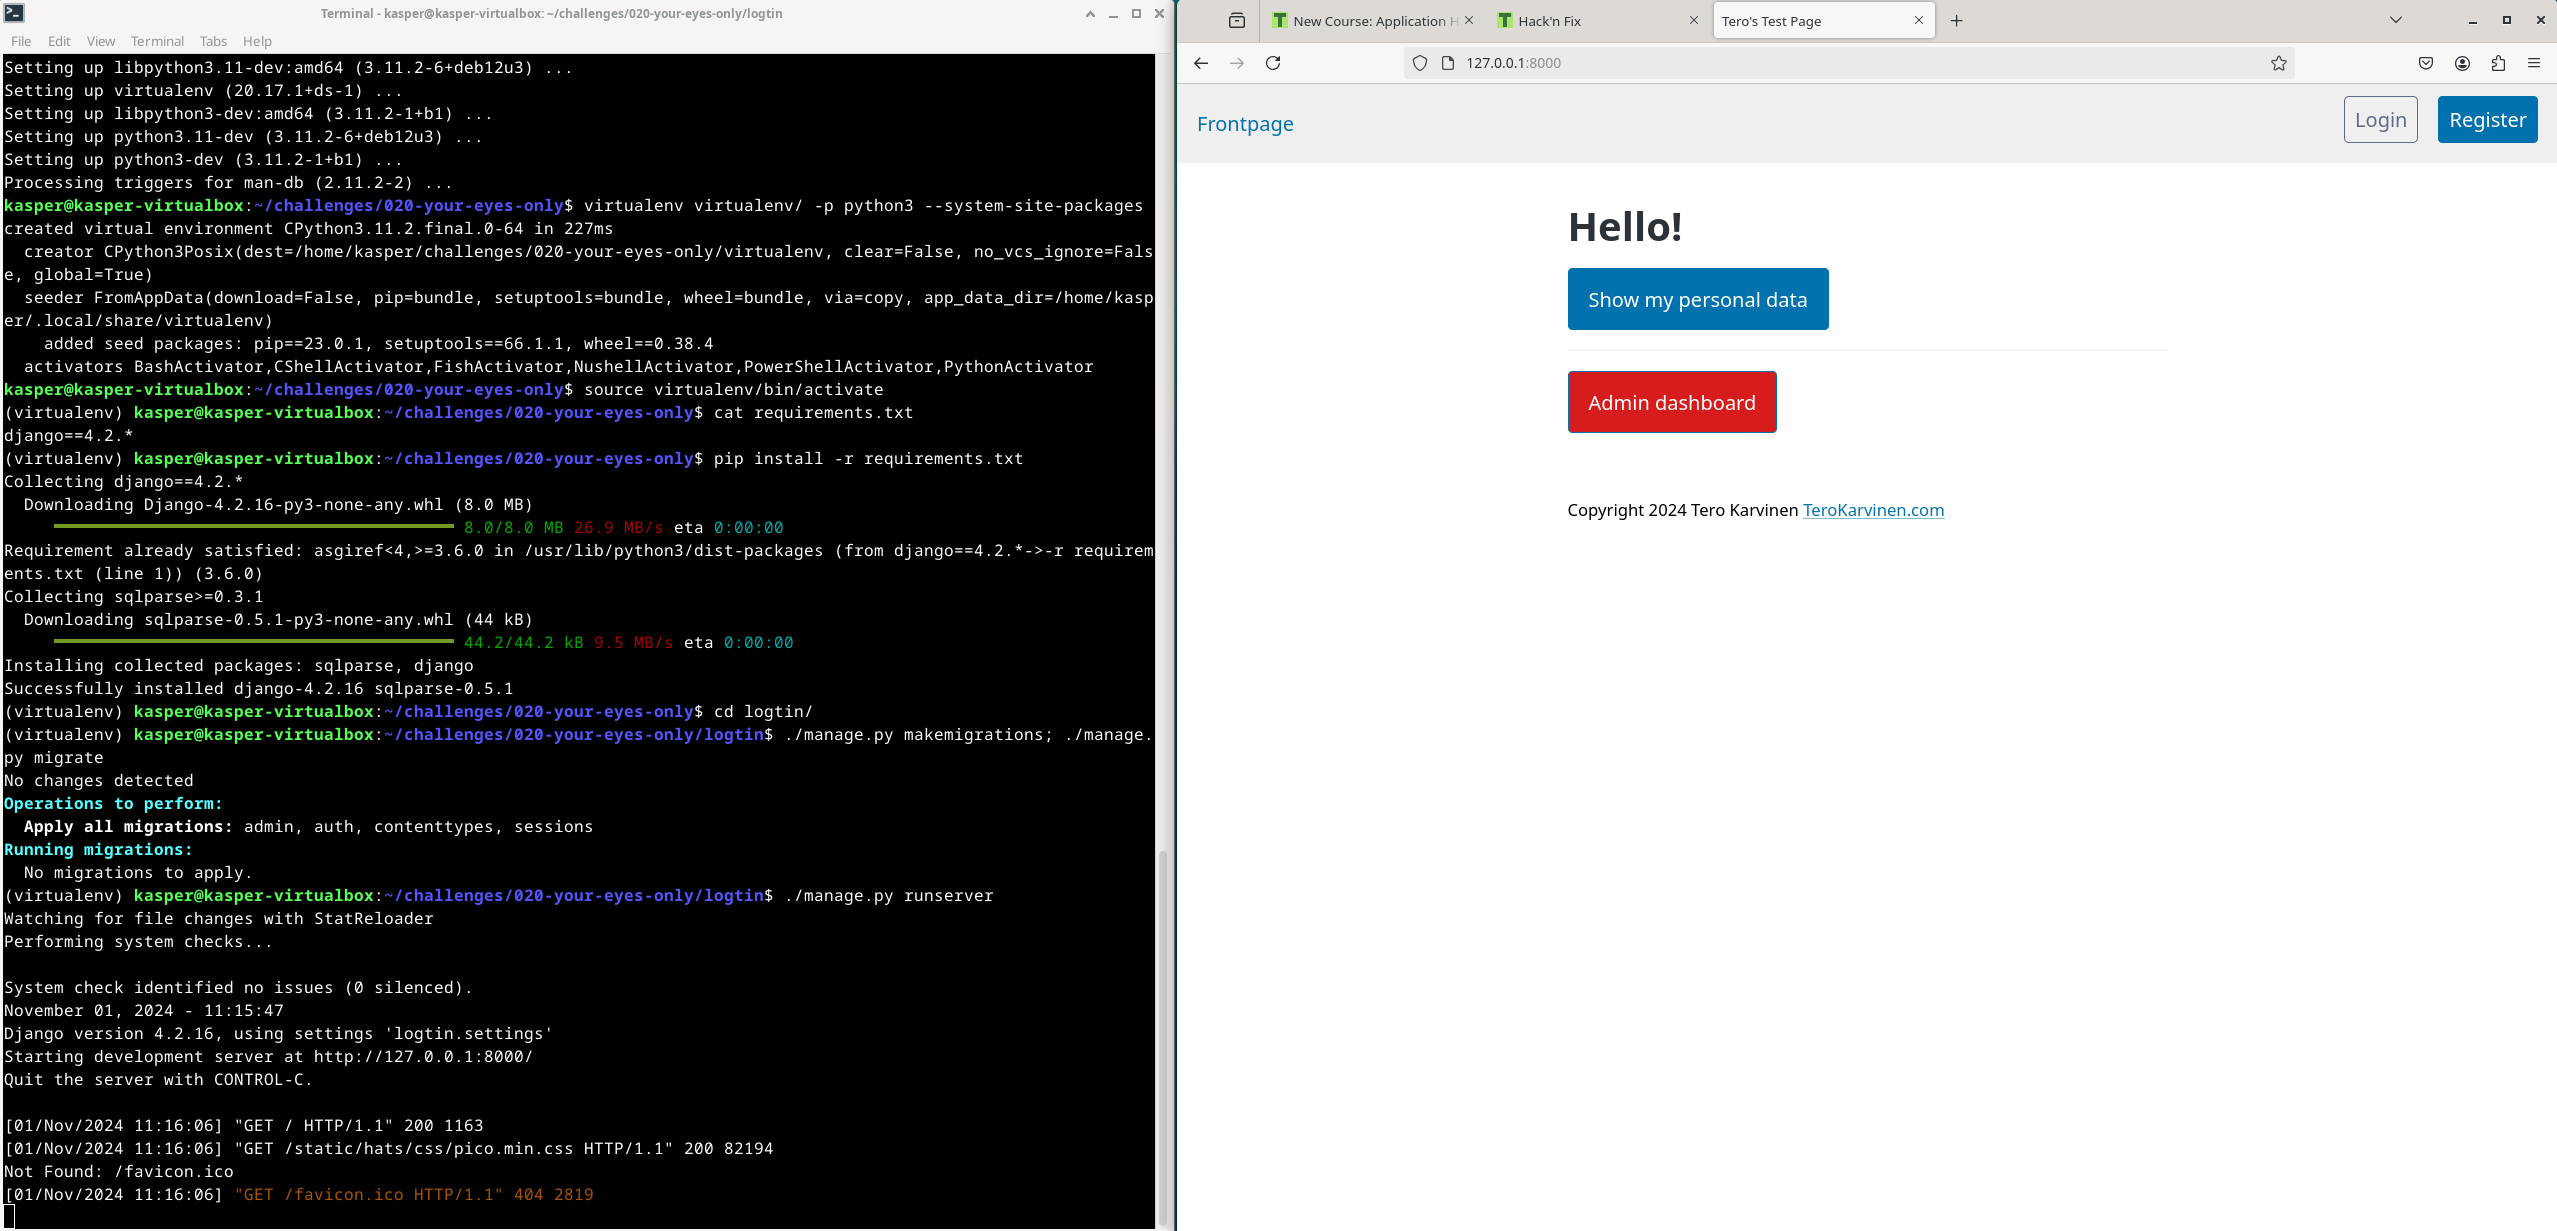 Terminal - kasper@kasper-virtualbox: ~/challenges/020-your-eyes-only/logtin
File Edit View Terminal Tabs Help
Setting up libpython3.11-dev:amd64 (3.11.2-6+deb12u3) ...
Setting up virtualenv (20.17.1+ds-1) ...
Setting up libpython3-dev:amd64 (3.11.2-1+b1) ...
Setting up python3.11-dev (3.11.2-6+deb12u3) ...
Setting up python3-dev (3.11.2-1+b1) ...
Processing triggers for man-db (2.11.2-2) ...
kasper@kasper-virtualbox:~/challenges/020-your-eyes-only$ virtualenv virtualenv/ -p python3 --system-site-packages
created virtual environment CPython3.11.2.final.0-64 in 227ms
  creator CPython3Posix(dest=/home/kasper/challenges/020-your-eyes-only/virtualenv, clear=False, no_vcs_ignore=Fals
e, global=True)
  seeder FromAppData(download=False, pip=bundle, setuptools=bundle, wheel=bundle, via=copy, app_data_dir=/home/kasp
er/.local/share/virtualenv)
    added seed packages: pip==23.0.1, setuptools==66.1.1, wheel==0.38.4
  activators BashActivator,CShellActivator,FishActivator,NushellActivator,PowerShellActivator,PythonActivator
kasper@kasper-virtualbox:~/challenges/020-your-eyes-only$ source virtualenv/bin/activate
(virtualenv) kasper@kasper-virtualbox:~/challenges/020-your-eyes-only$ cat requirements.txt
django==4.2.*
(virtualenv) kasper@kasper-virtualbox:~/challenges/020-your-eyes-only$ pip install -r requirements.txt
Collecting django==4.2.*
  Downloading Django-4.2.16-py3-none-any.whl (8.0 MB)
8.0/8.0 MB 26.9 MB/s eta 0:00:00
Requirement already satisfied: asgiref<4,>=3.6.0 in /usr/lib/python3/dist-packages (from django==4.2.*->-r requirem
ents.txt (line 1)) (3.6.0)
Collecting sqlparse>=0.3.1
  Downloading sqlparse-0.5.1-py3-none-any.whl (44 kB)
44.2/44.2 kB 9.5 MB/s eta 0:00:00
Installing collected packages: sqlparse, django
Successfully installed django-4.2.16 sqlparse-0.5.1
(virtualenv) kasper@kasper-virtualbox:~/challenges/020-your-eyes-only$ cd logtin/
(virtualenv) kasper@kasper-virtualbox:~/challenges/020-your-eyes-only/logtin$ ./manage.py makemigrations; ./manage.
py migrate
No changes detected
Operations to perform:
  Apply all migrations: admin, auth, contenttypes, sessions
Running migrations:
  No migrations to apply.
(virtualenv) kasper@kasper-virtualbox:~/challenges/020-your-eyes-only/logtin$ ./manage.py runserver
Watching for file changes with StatReloader
Performing system checks...
System check identified no issues (0 silenced).
November 01, 2024 - 11:15:47
Django version 4.2.16, using settings 'logtin.settings'
Starting development server at http://127.0.0.1:8000/
Quit the server with CONTROL-C.
[01/Nov/2024 11:16:06] "GET / HTTP/1.1" 200 1163
[01/Nov/2024 11:16:06] "GET /static/hats/css/pico.min.css HTTP/1.1" 200 82194
Not Found: /favicon.ico
[01/Nov/2024 11:16:06] "GET /favicon.ico HTTP/1.1" 404 2819
New Course: Application H
Hack'n Fix
Tero's Test Page
127.0.0.1:8000
Frontpage
Login
Register
Hello!
Show my personal data
Admin dashboard
Copyright 2024 Tero Karvinen TeroKarvinen.com